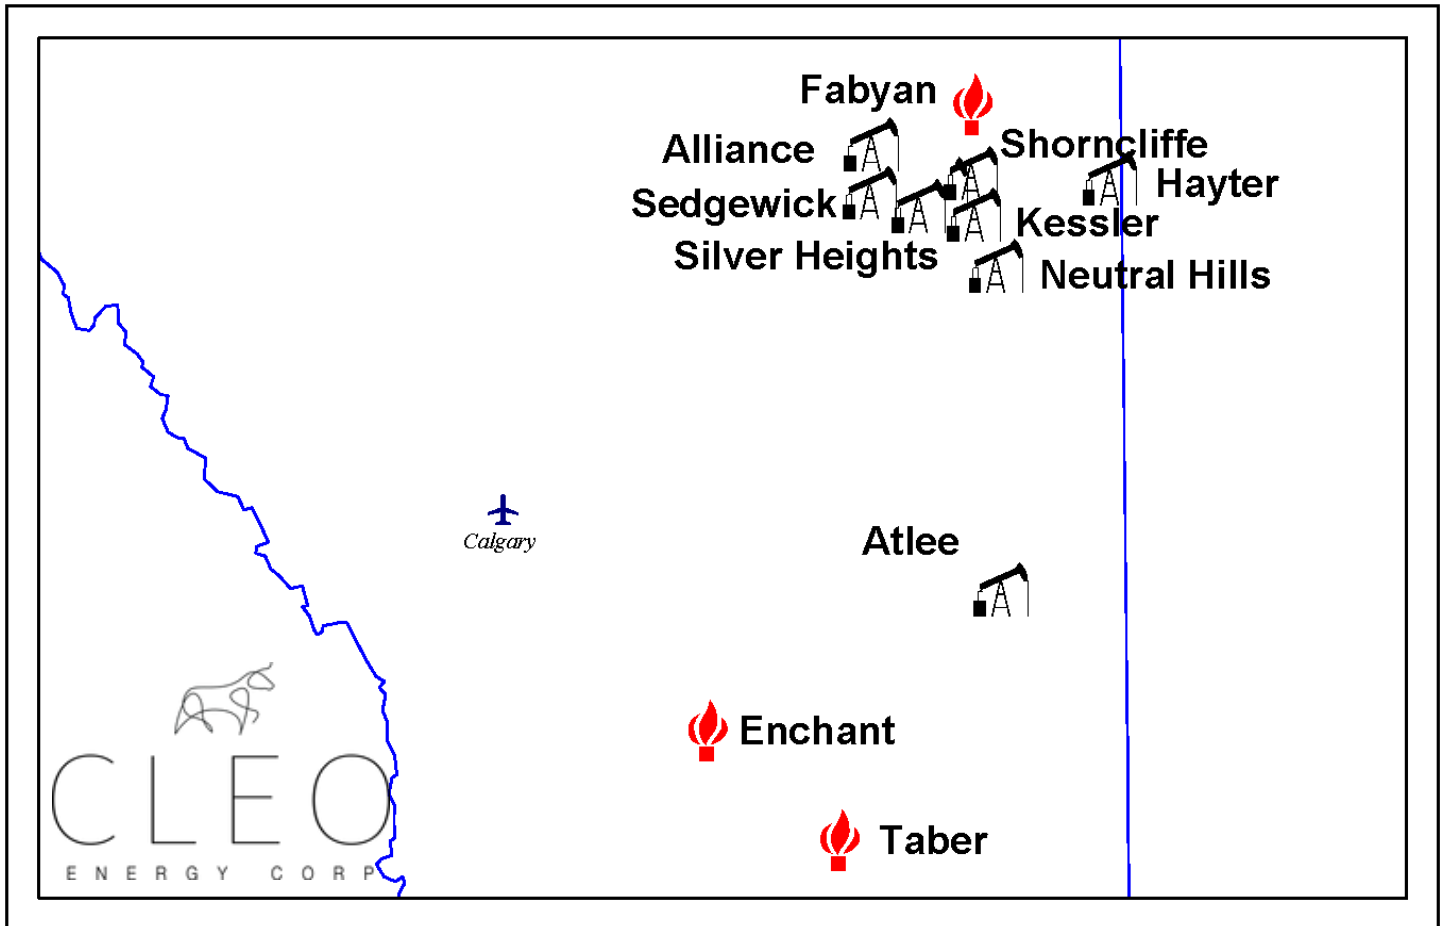 Fabyan
Shorncliffe
Alliance
Hayter
Sedgewick
Kessler
Silver Heights
Neutral Hills
Calgary
Atlee
Enchant
CLEO
ENERGY CORP
Taber